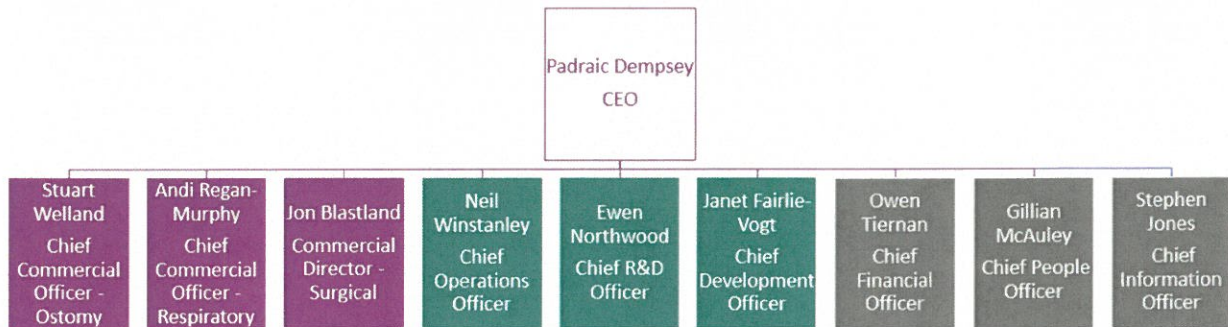 Padraic Dempsey
CEO
Stuart
Welland
Chief
Commercial
Officer -
Ostomy
Andi Regan-
Murphy
Chief
Commercial
Officer -
Respiratory
Jon Blastland
Commercial
Director -
Surgical
Neil
Winstanley
Chief
Operations
Officer
Ewen
Northwood
Chief R&D
Officer
Janet Fairlie-
Vogt
Chief
Development
Officer
Owen
Tiernan
Chief
Financial
Officer
Gillian
McAuley
Chief People
Officer
Stephen
Jones
Chief
Information
Officer